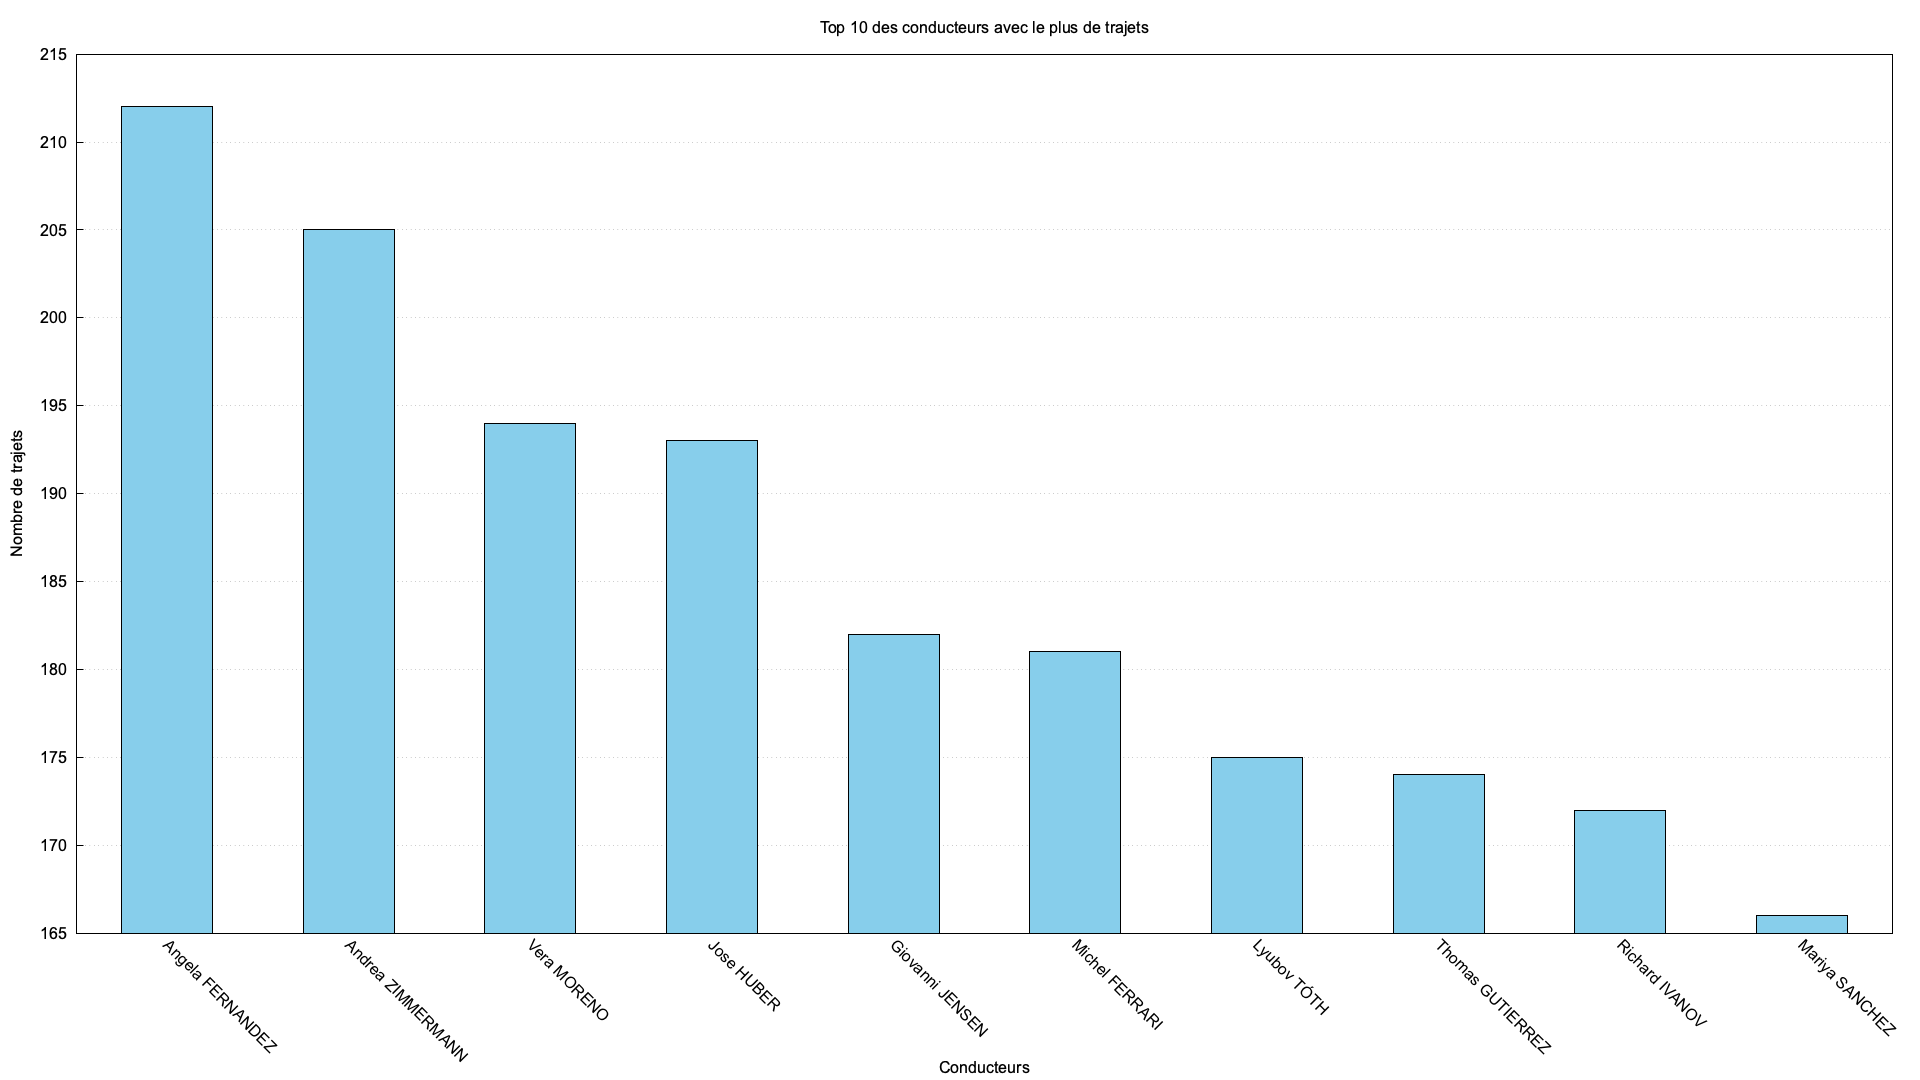 Top 10 des conducteurs avec le plus de trajets
215
210
205
200
195
190
185
180
175
170
165
Nombre de trajets
Angela FERNANDEZ
Andrea ZIMMERMANN
Vera MORENO
Jose HUBER
Giovanni JENSEN
Michel FERRARI
Lyubov TÓTH
Thomas GUTIERREZ
Richard IVANOV
Mariya SANCHEZ
Conducteurs